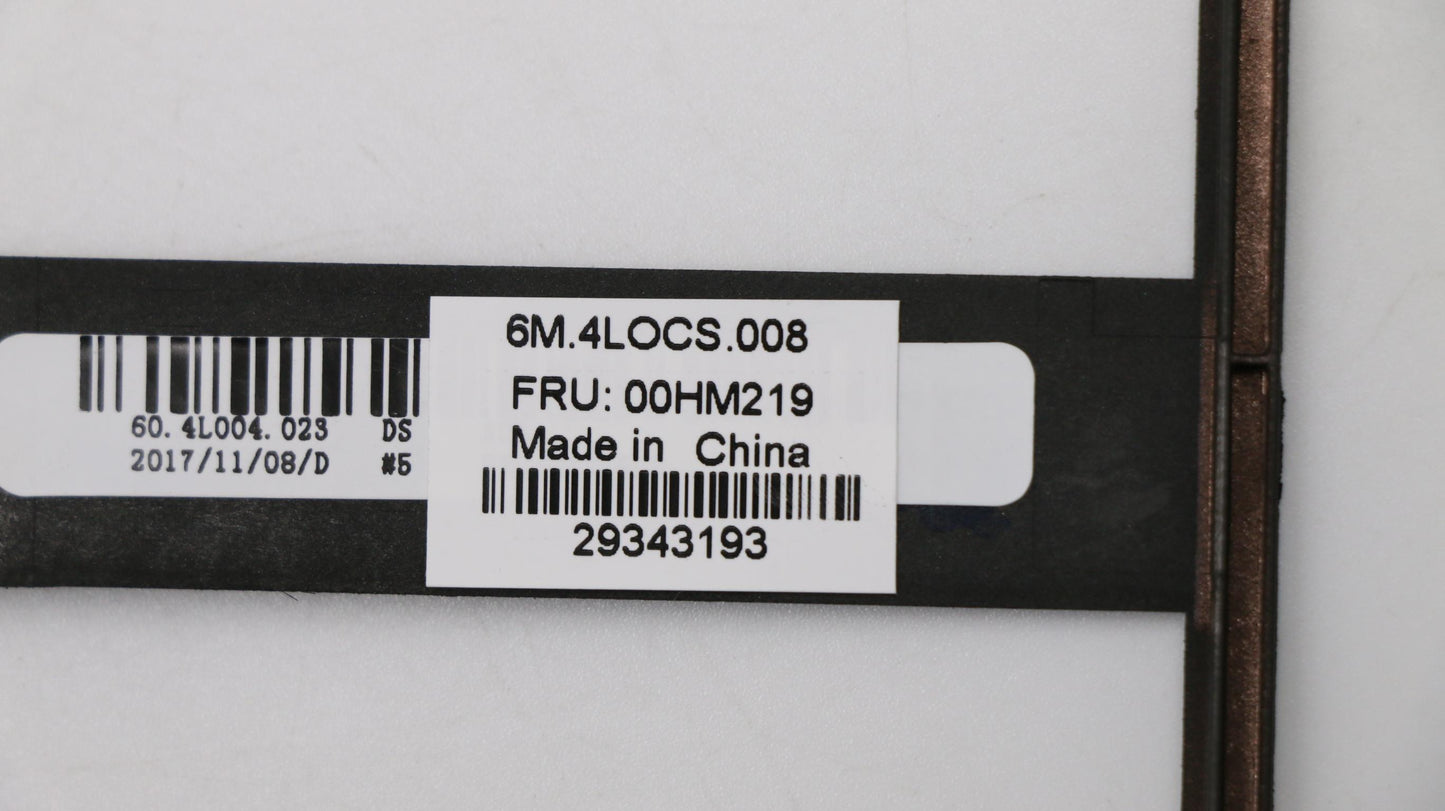 60.4L004.023 DS
2017/11/08/D #5
6M.4LOCS.008
FRU: 00HM219
Made in China
29343193